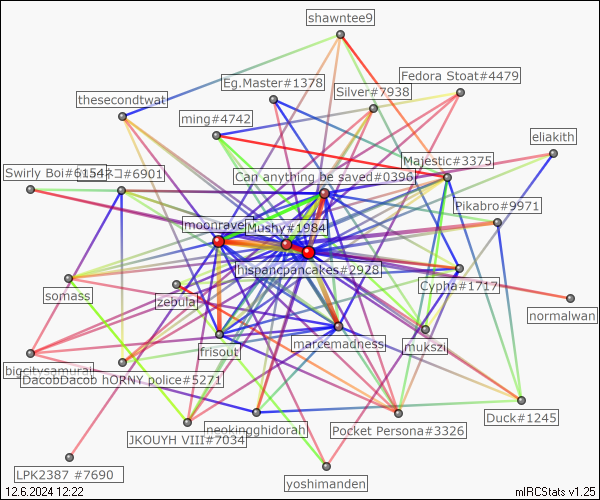 shawntee9
Eg.Master#1378
Fedora Stoat#4479
Silver#7938
thesecondtwat
ming#4742
eliakith
Majestic#3375
Swirly Boi#6154
ネコ#6901
Can anything be saved#0396
Pikabro#9971
moonraven
Mushy#1984
hispancpancakes#2928
Cypha#1717
somass
zebula
normalwan
frisout
marcemadness
mukszi
bigcitysamurai
DacobDacob hORNY police#5271
Duck#1245
JKOUYH VIII#7034
neokingghidorah
Pocket Persona#3326
LPK2387 #7690
yoshimanden
12.6.2024 12:22
mIRCStats v1.25